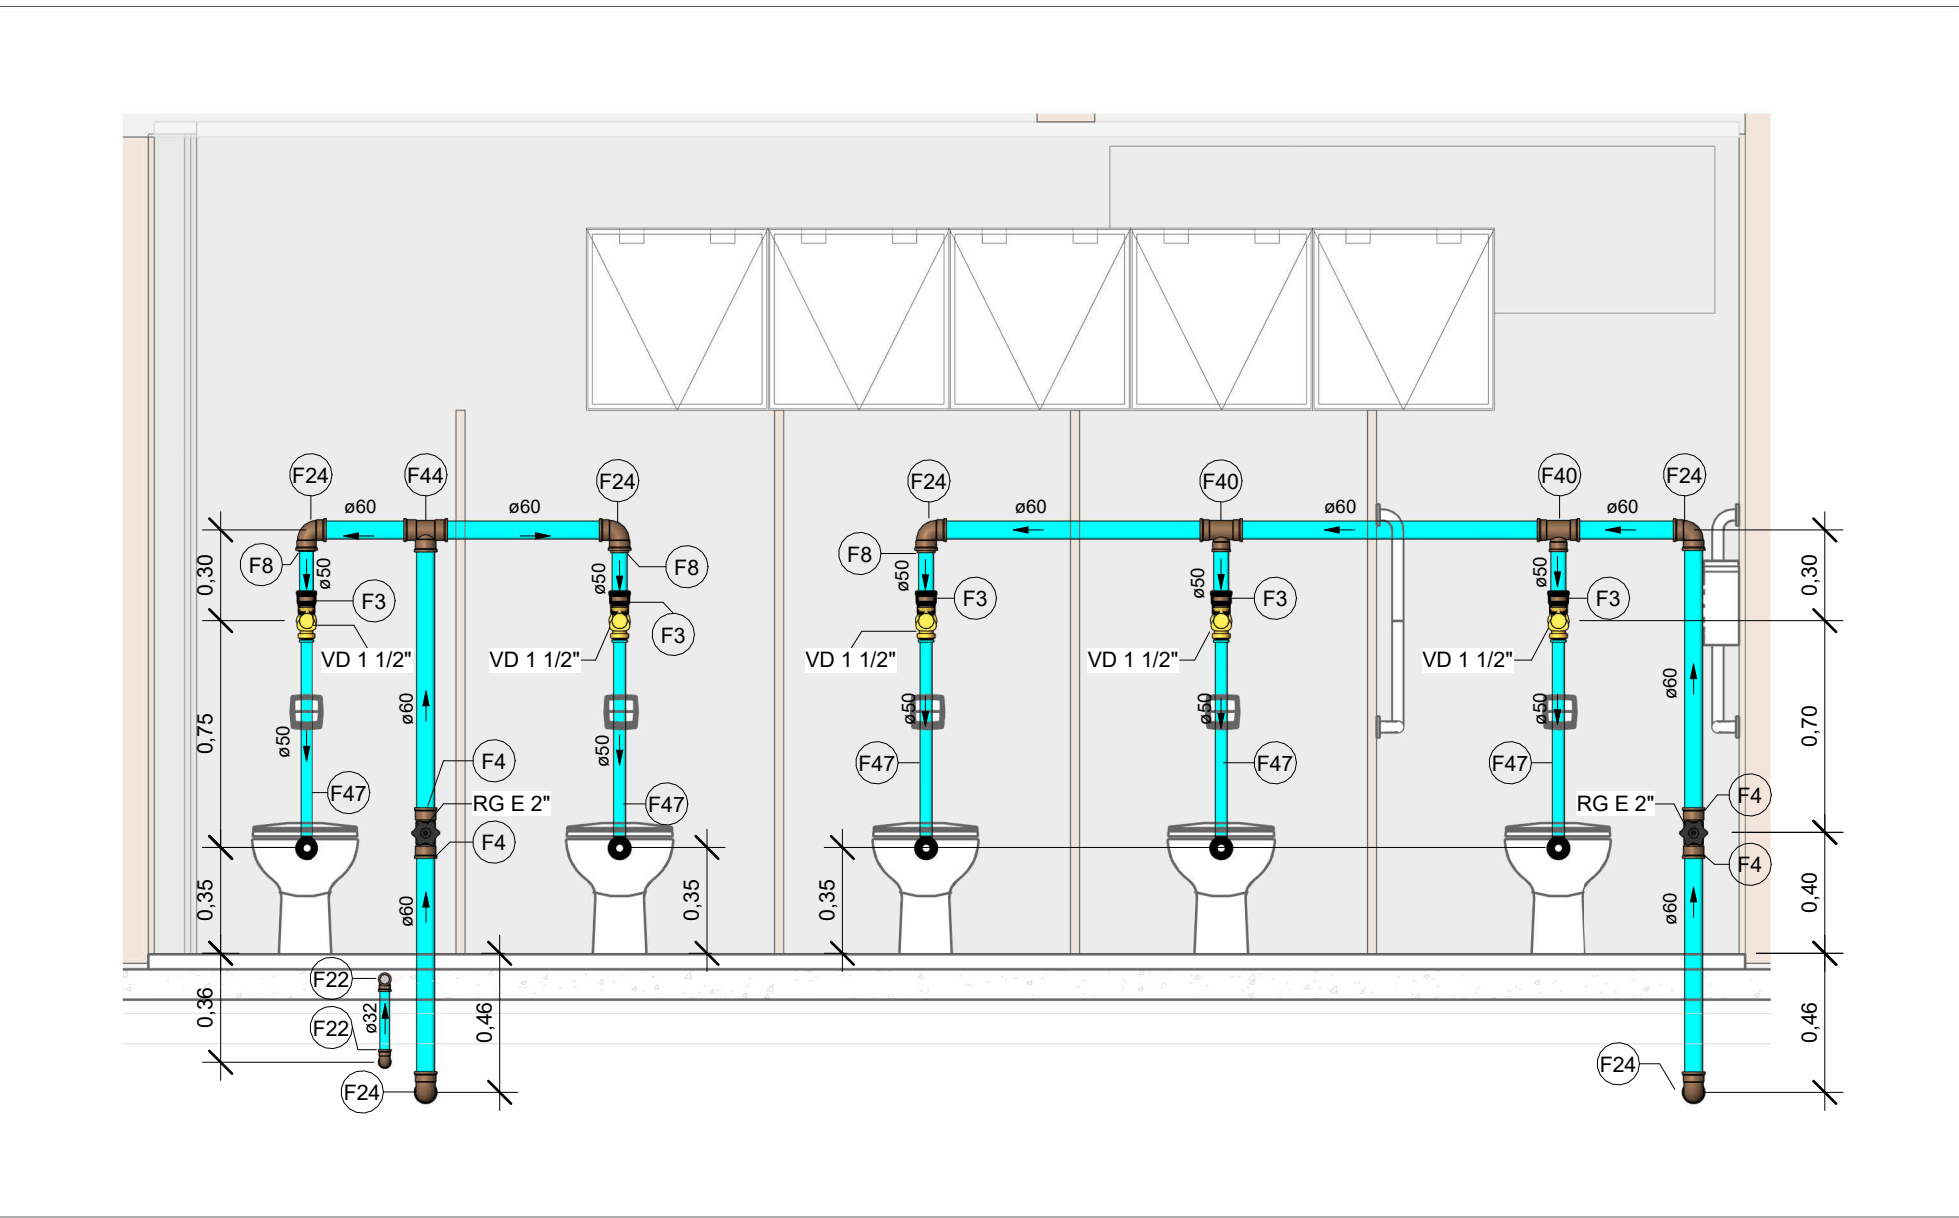 F24 F44 F24 F24 F40 F40 F24
ø60 ø60 ø60 ø60 ø60
F8 F8 F8
0,30 ø50 ø50 ø50 ø50 ø50 0,30
F3 F3 F3 F3 F3
VD 1 1/2" VD 1 1/2" VD 1 1/2" VD 1 1/2" VD 1 1/2"
ø60 ø60
0,75 ø50 ø50 ø50 ø50 ø50 0,70
F4 F47 F47 F47
F47 RG E 2" F47 RG E 2" F4
F4 F4
0,35 ø60 0,35 0,35 ø60 0,40
F22
0,36 F22 ø32 0,46 0,46
F24 F24